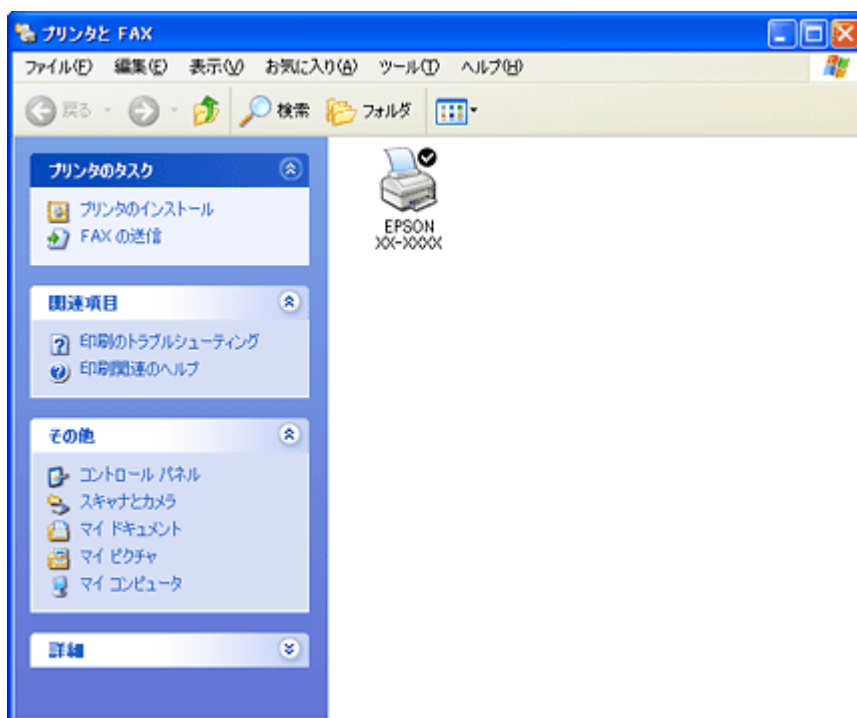 プリンタと FAX
ファイル(F) 編集(E) 表示(V) お気に入り(A) ツール(T) ヘルプ(H)
戻る 検索 フォルダ
プリンタのタスク
プリンタのインストール
FAX の送信
関連項目
印刷のトラブルシューティング
印刷関連のヘルプ
その他
コントロール パネル
スキャナとカメラ
マイ ドキュメント
マイ ピクチャ
マイ コンピュータ
詳細
EPSON
XX-XXXX